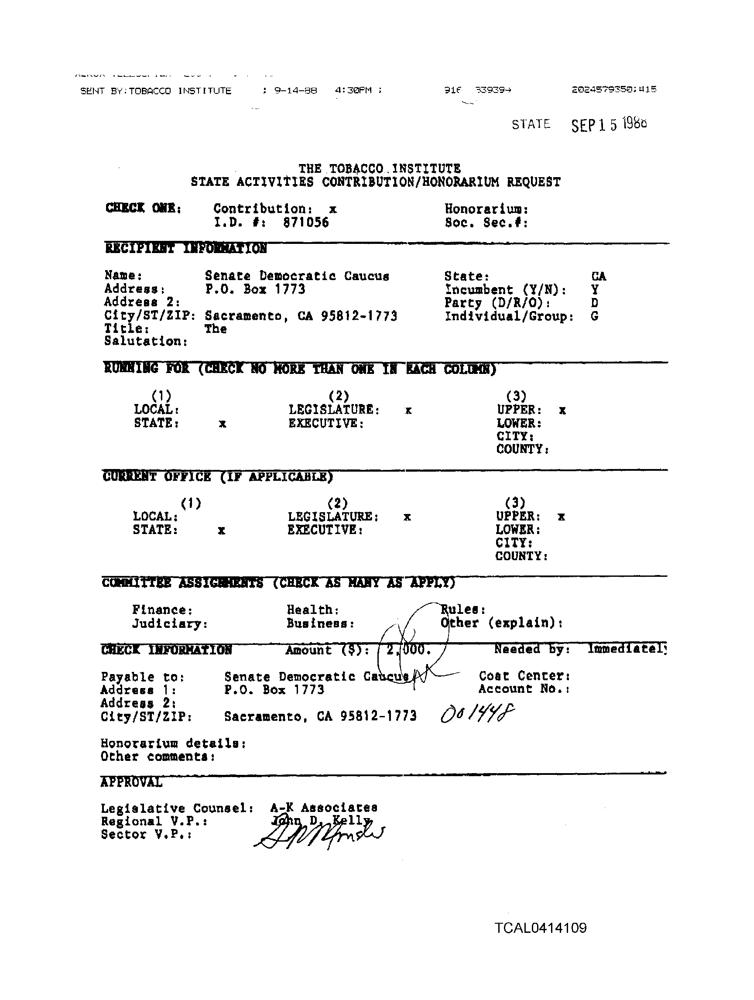 SENT BY:TOBACCO INSTITUTE ; 9-14-88 4:30PM ; 916 33939→ 2024579350;#15
STATE SEP 15 1988
THE TOBACCO INSTITUTE
STATE ACTIVITIES CONTRIBUTION/HONORARIUM REQUEST
CHECK ONE: Contribution: x Honorarium:
I.D. #: 871056 Soc. Sec.#:
RECIPIENT INFORMATION
Name: Senate Democratic Caucus State: CA
Address: P.O. Box 1773 Incumbent (Y/N): Y
Address 2: Party (D/R/O): D
City/ST/ZIP: Sacramento, CA 95812-1773 Individual/Group: G
Title: The
Salutation:
RUNNING FOR (CHECK NO MORE THAN ONE IN EACH COLUMN)
(1) (2) (3)
LOCAL: LEGISLATURE: x UPPER: x
STATE: x EXECUTIVE: LOWER:
CITY:
COUNTY:
CURRENT OFFICE (IF APPLICABLE)
(1) (2) (3)
LOCAL: LEGISLATURE: x UPPER: x
STATE: x EXECUTIVE: LOWER:
CITY:
COUNTY:
COMMITTEE ASSIGNMENTS (CHECK AS MANY AS APPLY)
Finance: Health: Rules:
Judiciary: Business: Other (explain):
CHECK INFORMATION Amount ($): 2,000. Needed by: Immediately
Payable to: Senate Democratic Caucus Cost Center:
Address 1: P.O. Box 1773 Account No.:
Address 2:
City/ST/ZIP: Sacramento, CA 95812-1773 001448
Honorarium details:
Other comments:
APPROVAL
Legislative Counsel: A-K Associates
Regional V.P.: John D. Kelly
Sector V.P.:
TCAL0414109